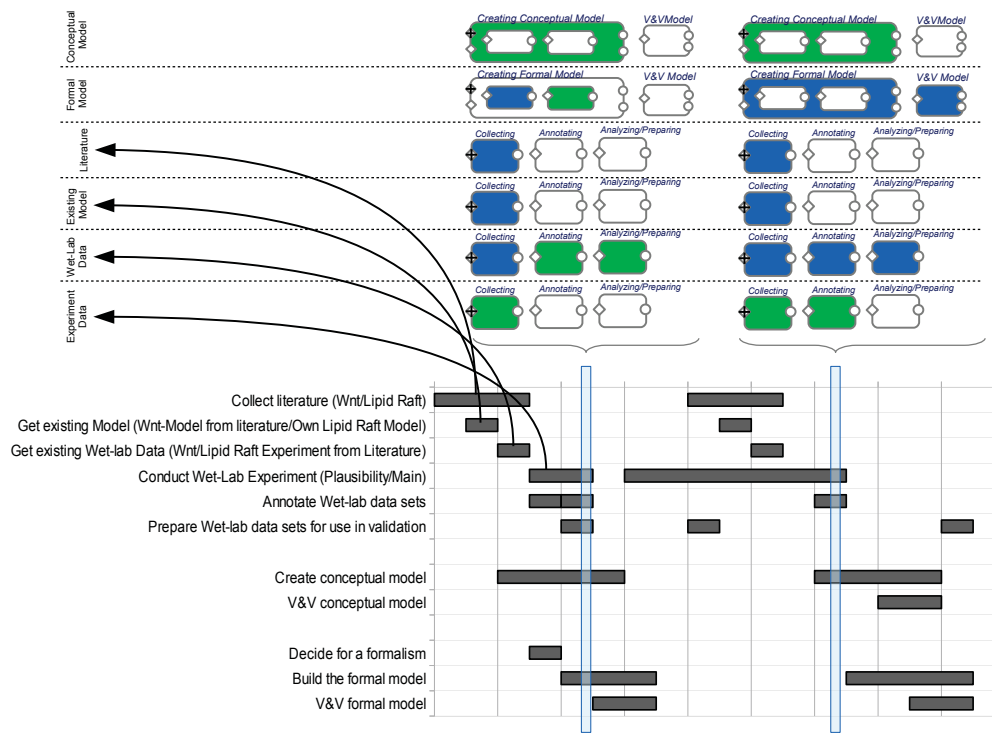 Conceptual
Model
Creating Conceptual Model
V&VModel
Creating Conceptual Model
V&VModel
Formal
Model
Creating Formal Model
V&V Model
Creating Formal Model
V&V Model
Literature
Collecting
Annotating
Analyzing/Preparing
Collecting
Annotating
Analyzing/Preparing
Existing
Model
Collecting
Annotating
Analyzing/Preparing
Collecting
Annotating
Analyzing/Preparing
Wet-Lab
Data
Collecting
Annotating
Analyzing/Preparing
Collecting
Annotating
Analyzing/Preparing
Experiment
Data
Collecting
Annotating
Analyzing/Preparing
Collecting
Annotating
Analyzing/Preparing
Collect literature (Wnt/Lipid Raft)
Get existing Model (Wnt-Model from literature/Own Lipid Raft Model)
Get existing Wet-lab Data (Wnt/Lipid Raft Experiment from Literature)
Conduct Wet-Lab Experiment (Plausibility/Main)
Annotate Wet-lab data sets
Prepare Wet-lab data sets for use in validation
Create conceptual model
V&V conceptual model
Decide for a formalism
Build the formal model
V&V formal model